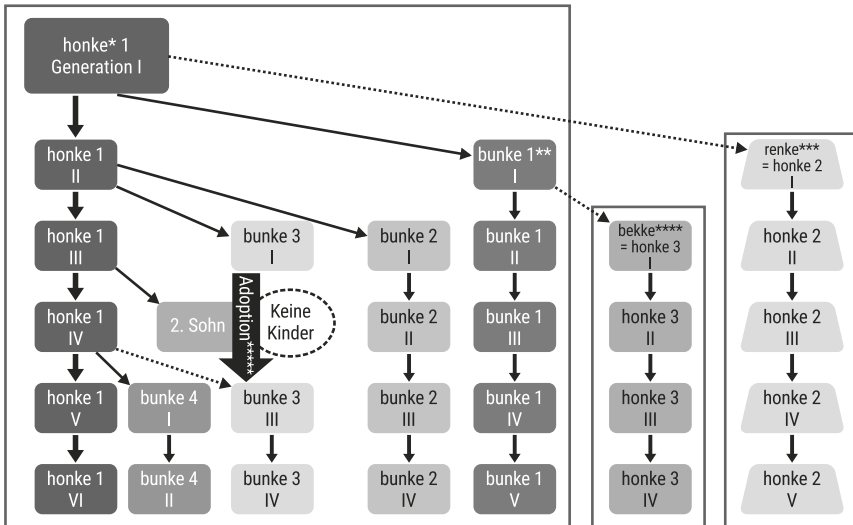 honke* 1
Generation I
honke 1
II
bunke 1**
I
renke***
= honke 2
I
honke 1
III
bunke 3
I
bunke 2
I
bunke 1
II
bekke****
= honke 3
I
honke 2
II
honke 1
IV
2. Sohn
Adoption*****
Keine
Kinder
bunke 2
II
bunke 1
III
honke 3
II
honke 2
III
honke 1
V
bunke 4
I
bunke 3
III
bunke 2
III
bunke 1
IV
honke 3
III
honke 2
IV
honke 1
VI
bunke 4
II
bunke 3
IV
bunke 2
IV
bunke 1
V
honke 3
IV
honke 2
V